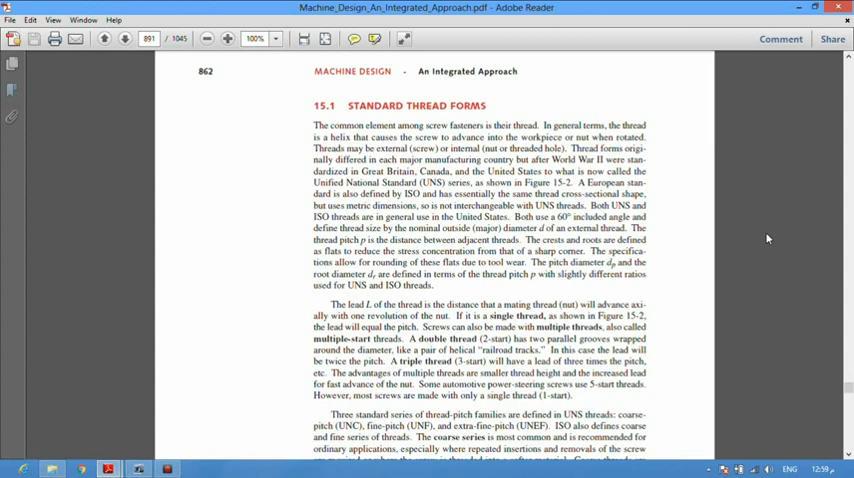 Machine_Design_An_Integrated_Approach.pdf - Adobe Reader
File Edit View Window Help
891 / 1045 100% Comment Share
862 MACHINE DESIGN - An Integrated Approach
15.1 STANDARD THREAD FORMS
The common element among screw fasteners is their thread. In general terms, the thread
is a helix that causes the screw to advance into the workpiece or nut when rotated.
Threads may be external (screw) or internal (nut or threaded hole). Thread forms origi-
nally differed in each major manufacturing country but after World War II were stan-
dardized in Great Britain, Canada, and the United States to what is now called the
Unified National Standard (UNS) series, as shown in Figure 15-2. A European stan-
dard is also defined by ISO and has essentially the same thread cross-sectional shape,
but uses metric dimensions, so is not interchangeable with UNS threads. Both UNS and
ISO threads are in general use in the United States. Both use a 60° included angle and
define thread size by the nominal outside (major) diameter d of an external thread. The
thread pitch p is the distance between adjacent threads. The crests and roots are defined
as flats to reduce the stress concentration from that of a sharp corner. The specifica-
tions allow for rounding of these flats due to tool wear. The pitch diameter dp and the
root diameter dr are defined in terms of the thread pitch p with slightly different ratios
used for UNS and ISO threads.
The lead L of the thread is the distance that a mating thread (nut) will advance axi-
ally with one revolution of the nut. If it is a single thread, as shown in Figure 15-2,
the lead will equal the pitch. Screws can also be made with multiple threads, also called
multiple-start threads. A double thread (2-start) has two parallel grooves wrapped
around the diameter, like a pair of helical "railroad tracks." In this case the lead will
be twice the pitch. A triple thread (3-start) will have a lead of three times the pitch,
etc. The advantages of multiple threads are smaller thread height and the increased lead
for fast advance of the nut. Some automotive power-steering screws use 5-start threads.
However, most screws are made with only a single thread (1-start).
Three standard series of thread-pitch families are defined in UNS threads: coarse-
pitch (UNC), fine-pitch (UNF), and extra-fine-pitch (UNEF). ISO also defines coarse
and fine series of threads. The coarse series is most common and is recommended for
ordinary applications, especially where repeated insertions and removals of the screw
ENG 12:59 م